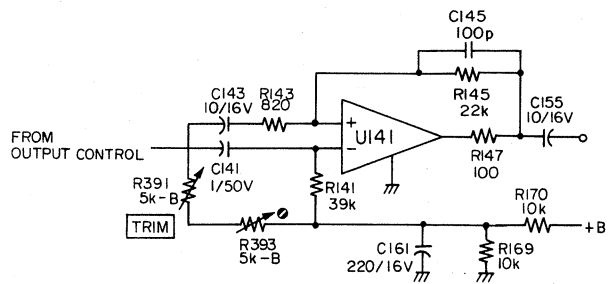 C145
100p
C143
10/16V
R143
820
R145
22k
C155
10/16V
+
U141
−
FROM
OUTPUT CONTROL
C141
1/50V
R147
100
R391
5k-B
R141
39k
R170
10k
TRIM
+B
R393
5k-B
C161
220/16V
R169
10k